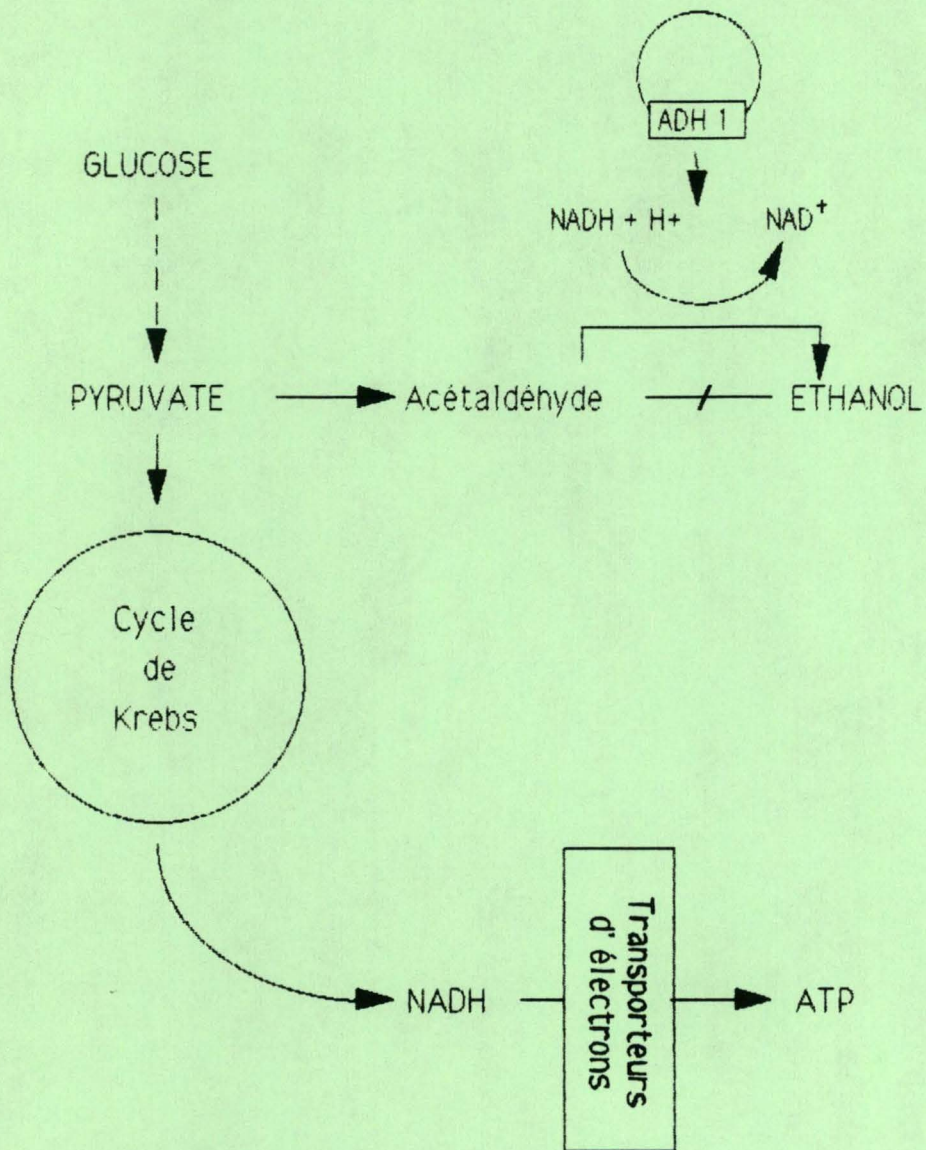 ADH 1
GLUCOSE
NADH + H+ NAD⁺
PYRUVATE Acétaldéhyde ETHANOL
Cycle
de
Krebs
Transporteurs
d' électrons
NADH ATP